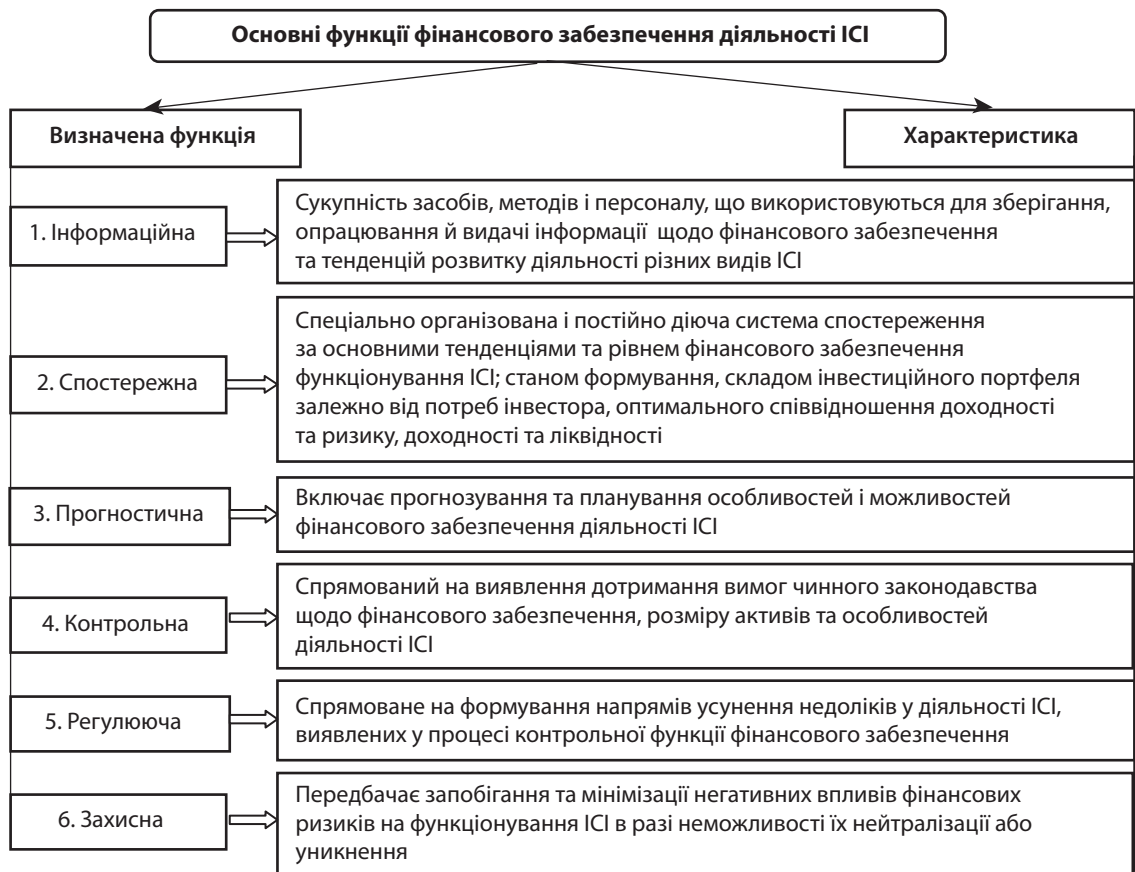 Основні функції фінансового забезпечення діяльності ІСІ
Визначена функція
Характеристика
1. Інформаційна
Сукупність засобів, методів і персоналу, що використовуються для зберігання,
опрацювання й видачі інформації щодо фінансового забезпечення
та тенденцій розвитку діяльності різних видів ІСІ
2. Спостережна
Спеціально організована і постійно діюча система спостереження
за основними тенденціями та рівнем фінансового забезпечення
функціонування ІСІ; станом формування, складом інвестиційного портфеля
залежно від потреб інвестора, оптимального співвідношення доходності
та ризику, доходності та ліквідності
3. Прогностична
Включає прогнозування та планування особливостей і можливостей
фінансового забезпечення діяльності ІСІ
4. Контрольна
Спрямований на виявлення дотримання вимог чинного законодавства
щодо фінансового забезпечення, розміру активів та особливостей
діяльності ІСІ
5. Регулююча
Спрямоване на формування напрямів усунення недоліків у діяльності ІСІ,
виявлених у процесі контрольної функції фінансового забезпечення
6. Захисна
Передбачає запобігання та мінімізації негативних впливів фінансових
ризиків на функціонування ІСІ в разі неможливості їх нейтралізації або
уникнення